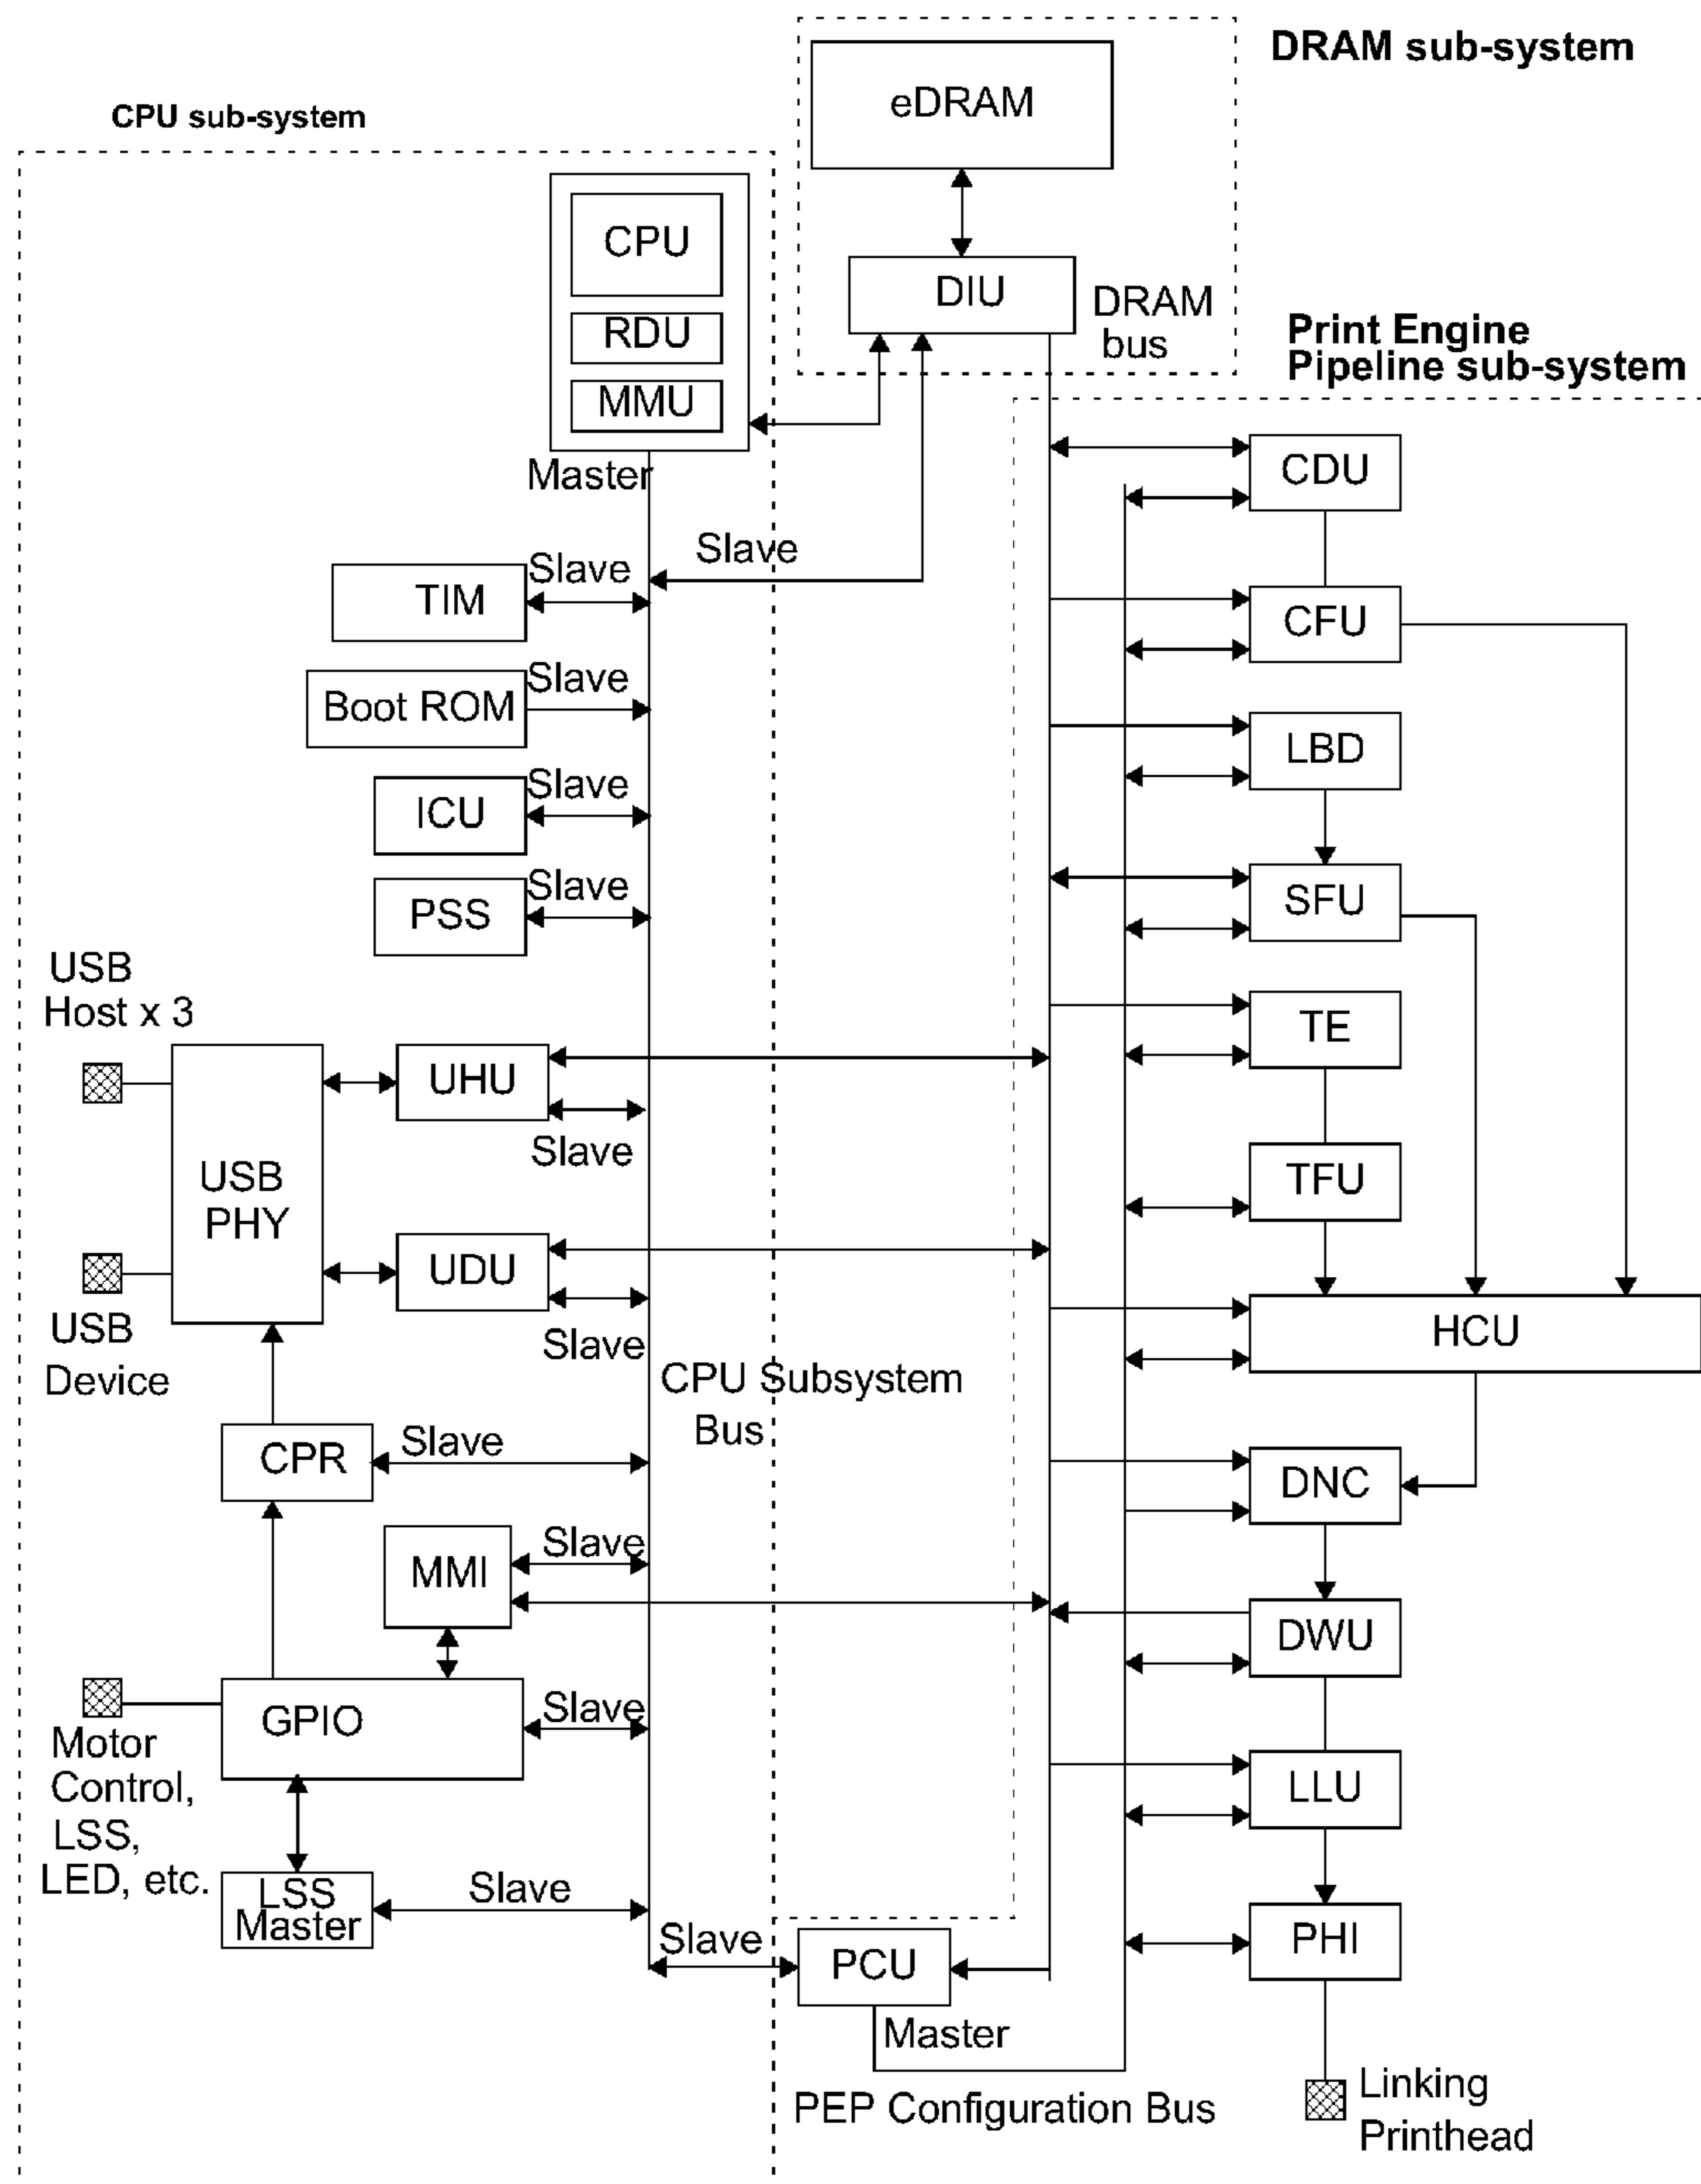 DRAM sub-system
eDRAM
CPU sub-system
CPU
RDU
MMU
Master
DIU
DRAM
bus
Print Engine
Pipeline sub-system
CDU
Slave
Slave
TIM
CFU
Slave
Boot ROM
LBD
Slave
ICU
Slave
PSS
SFU
USB
Host x 3
TE
UHU
Slave
USB
PHY
TFU
UDU
USB
Device
Slave
HCU
CPU Subsystem
Bus
CPR
Slave
DNC
MMI
Slave
DWU
GPIO
Slave
Motor
Control,
LSS,
LED, etc.
LLU
LSS
Master
Slave
Slave
PCU
PHI
Master
PEP Configuration Bus
Linking
Printhead